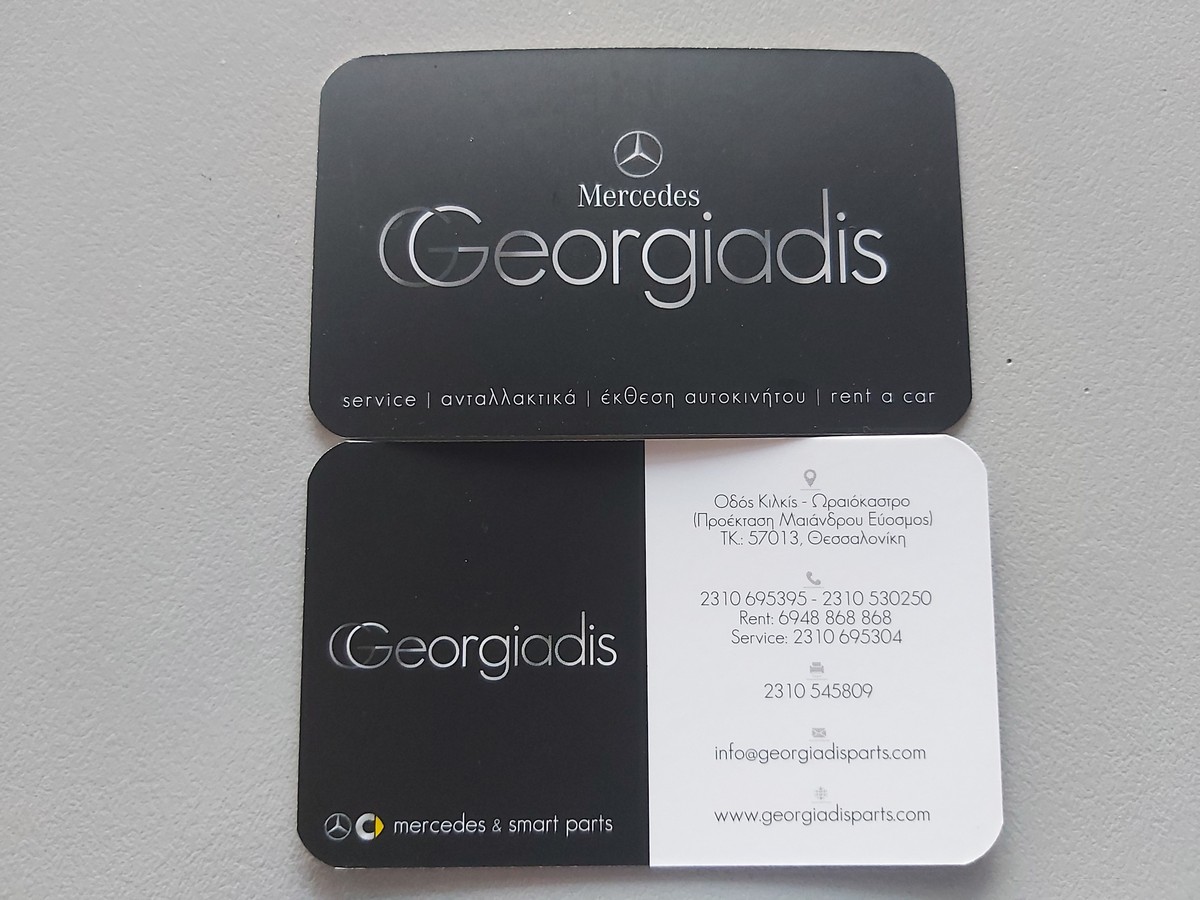 Mercedes
Georgiadis
service | ανταλλακτικά | έκθεση αυτοκινήτου | rent a car
Georgiadis
mercedes & smart parts
Οδός Κιλκίς - Ωραιόκαστρο
(Προέκταση Μαιάνδρου Εύοσμος)
ΤΚ.: 57013, Θεσσαλονίκη
2310 695395 - 2310 530250
Rent: 6948 868 868
Service: 2310 695304
2310 545809
info@georgiadisparts.com
www.georgiadisparts.com